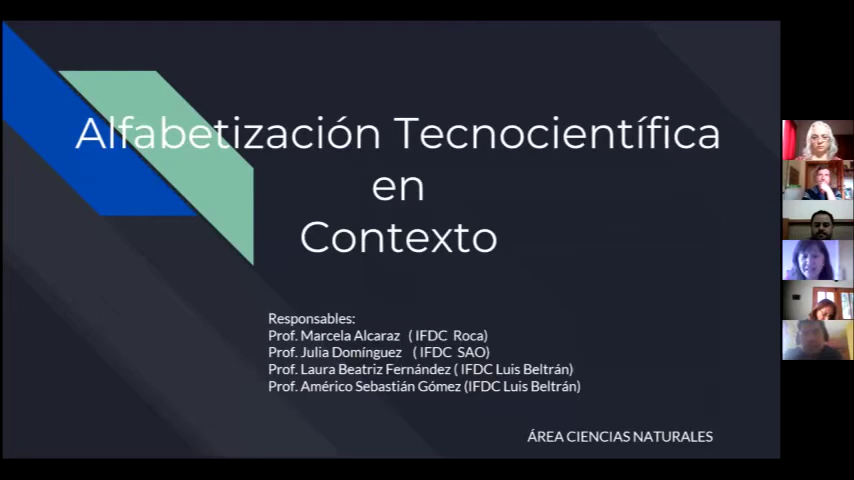 Alfabetización Tecnocientífica
en
Contexto
Responsables:
Prof. Marcela Alcaraz ( IFDC Roca)
Prof. Julia Domínguez ( IFDC SAO)
Prof. Laura Beatriz Fernández ( IFDC Luis Beltrán)
Prof. Américo Sebastián Gómez (IFDC Luis Beltrán)
ÁREA CIENCIAS NATURALES